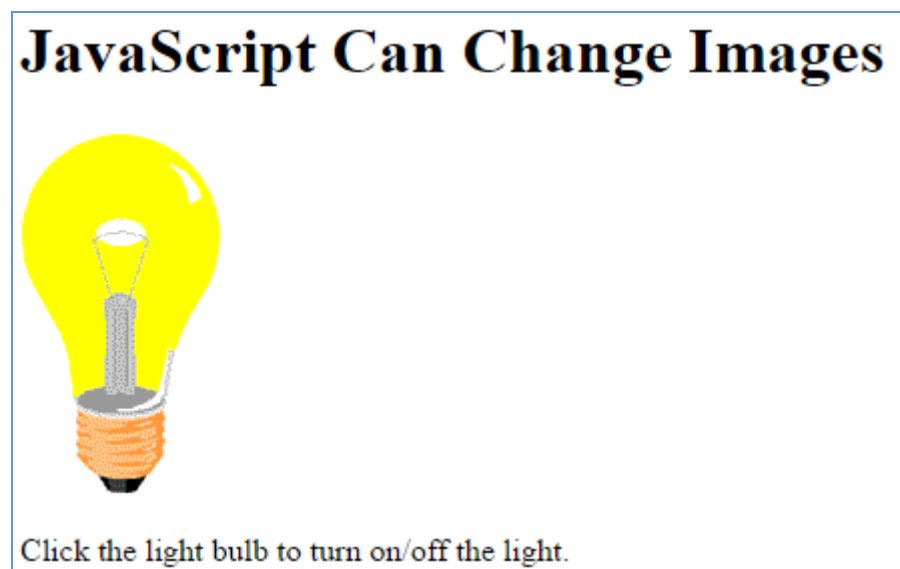 JavaScript Can Change Images
Click the light bulb to turn on/off the light.